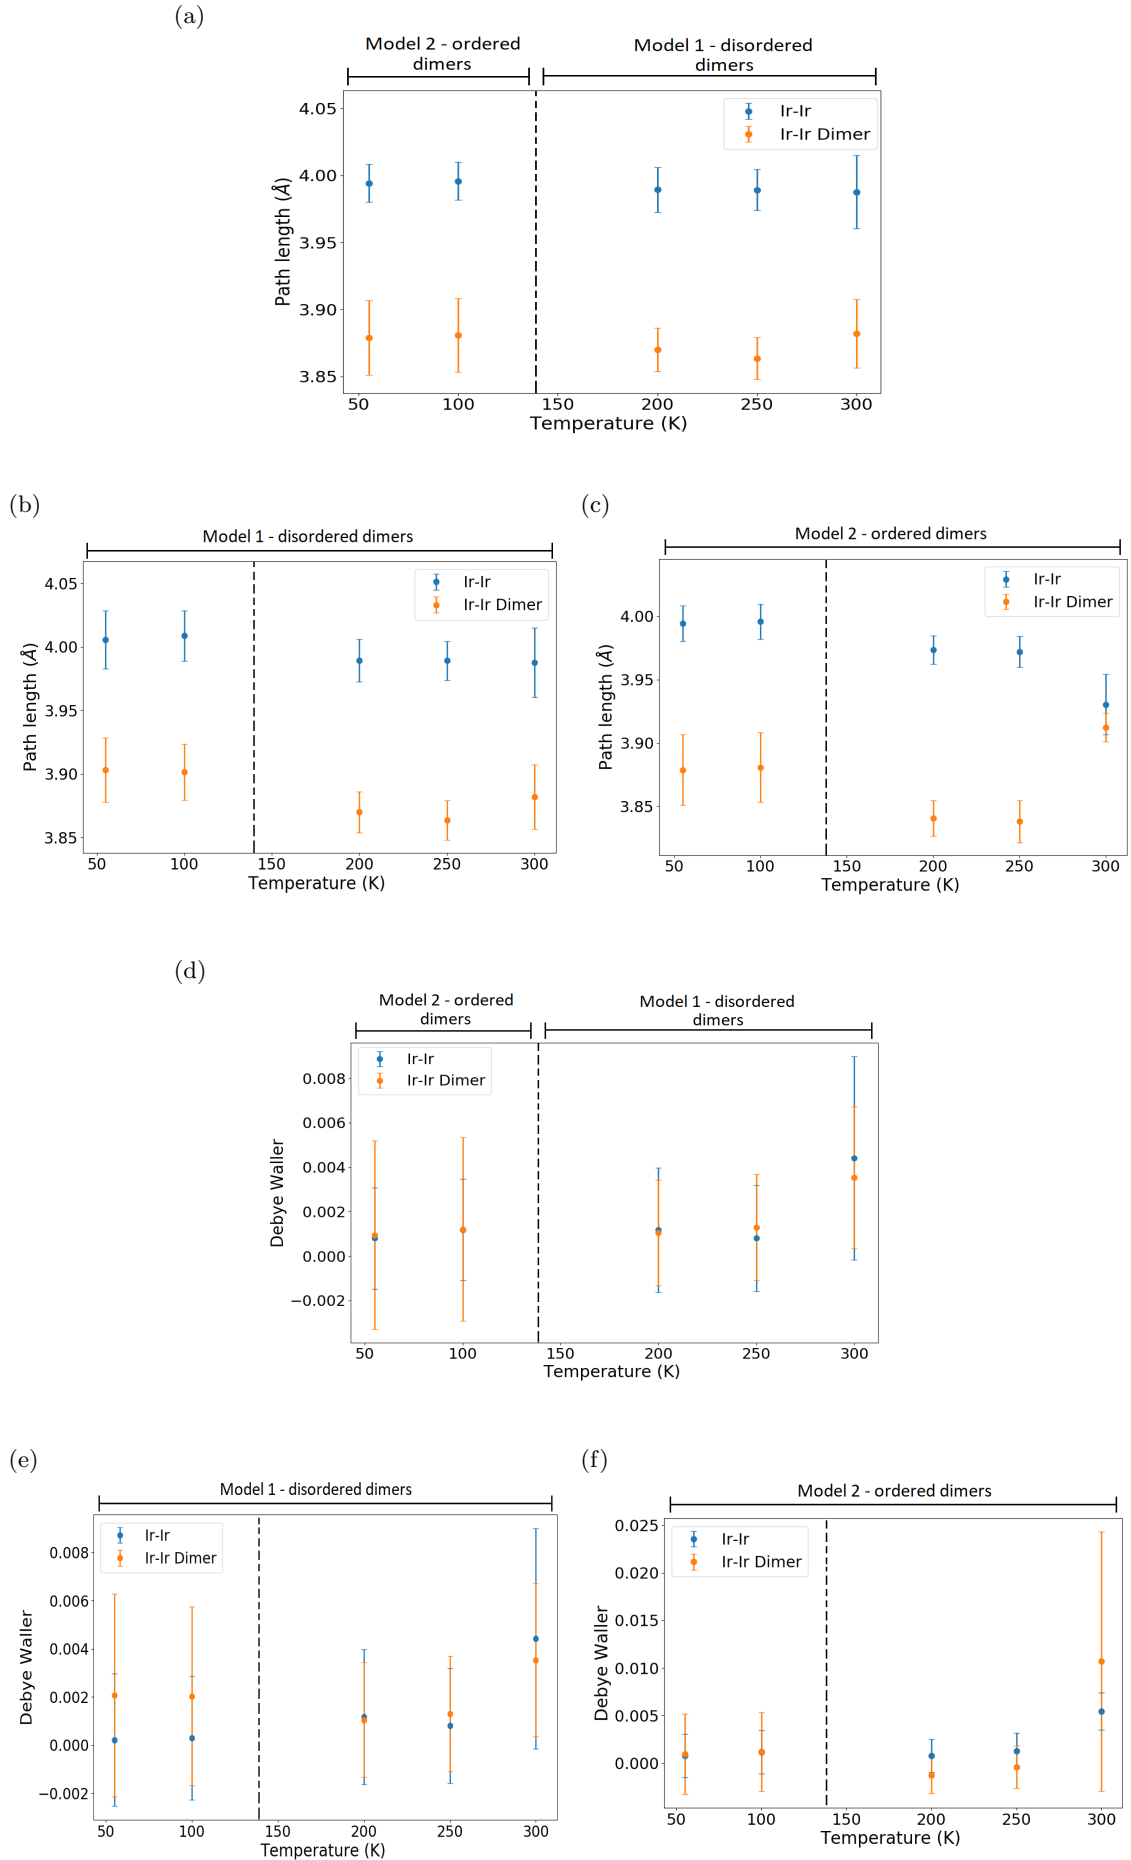 (a)
Model 2 - ordered
dimers
Model 1 - disordered
dimers
Ir-Ir
Ir-Ir Dimer
4.05
4.00
3.95
3.90
3.85
Path length (Å)
50
100
150
200
250
300
Temperature (K)
(b)
Model 1 - disordered dimers
Ir-Ir
Ir-Ir Dimer
4.05
4.00
3.95
3.90
3.85
Path length (Å)
50
100
150
200
250
300
Temperature (K)
(c)
Model 2 - ordered dimers
Ir-Ir
Ir-Ir Dimer
4.00
3.95
3.90
3.85
Path length (Å)
50
100
150
200
250
300
Temperature (K)
(d)
Model 2 - ordered
dimers
Model 1 - disordered
dimers
Ir-Ir
Ir-Ir Dimer
0.008
0.006
0.004
0.002
0.000
−0.002
Debye Waller
50
100
150
200
250
300
Temperature (K)
(e)
Model 1 - disordered dimers
Ir-Ir
Ir-Ir Dimer
0.008
0.006
0.004
0.002
0.000
−0.002
Debye Waller
50
100
150
200
250
300
Temperature (K)
(f)
Model 2 - ordered dimers
Ir-Ir
Ir-Ir Dimer
0.025
0.020
0.015
0.010
0.005
0.000
Debye Waller
50
100
150
200
250
300
Temperature (K)